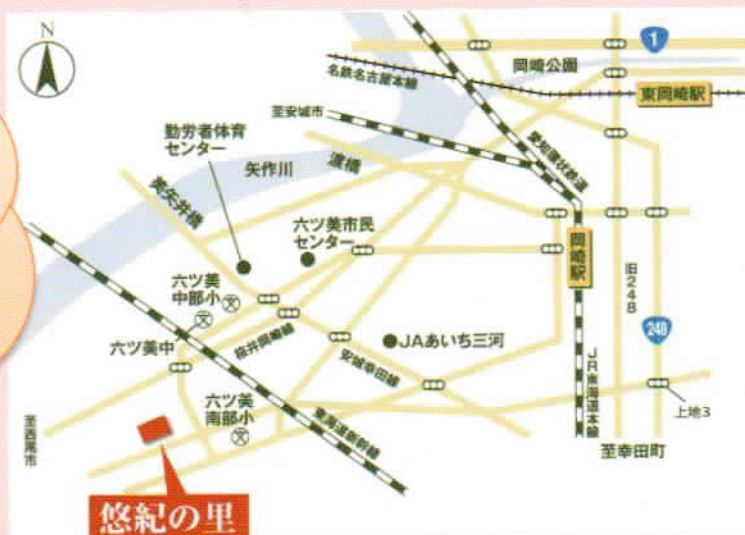 N
1
岡崎公園
名鉄名古屋本線
東岡崎駅
至安城市
愛知環状鉄道
勤労者体育
センター
矢作川
渡橋
美矢井橋
六ツ美市民
センター
岡崎駅
旧248
248
六ツ美
中部小
六ツ美中
桜井岡崎線
JAあいち三河
安城幸田線
JR東海道本線
六ツ美
南部小
東海道新幹線
上地3
至西尾市
至幸田町
悠紀の里